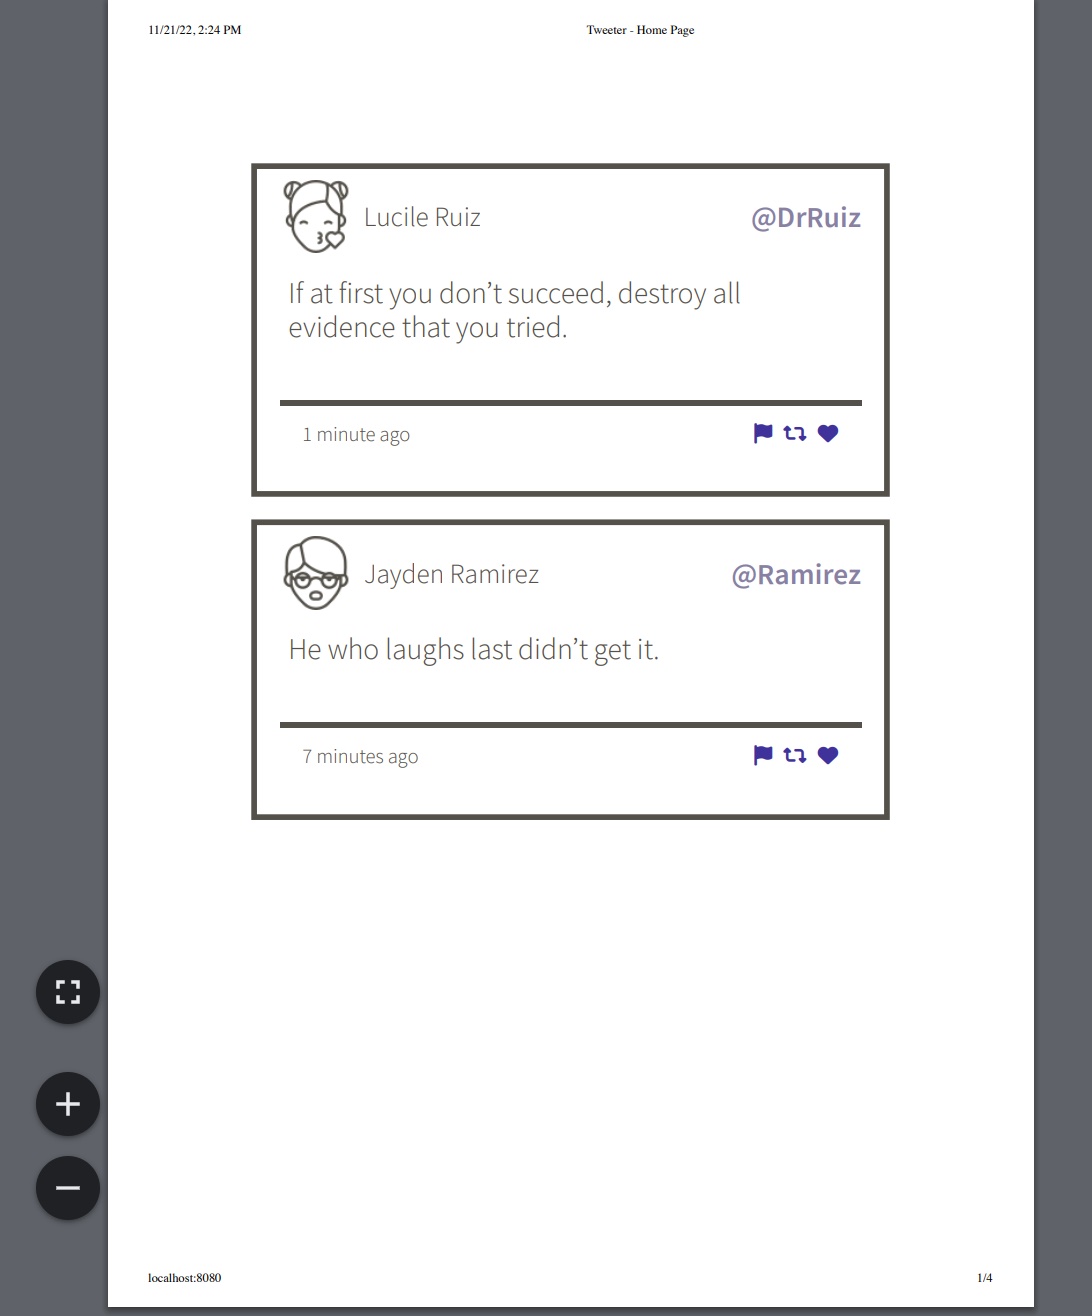 11/21/22, 2:24 PM Tweeter - Home Page
Lucile Ruiz @DrRuiz
If at first you don’t succeed, destroy all
evidence that you tried.
1 minute ago
Jayden Ramirez @Ramirez
He who laughs last didn’t get it.
7 minutes ago
localhost:8080 1/4